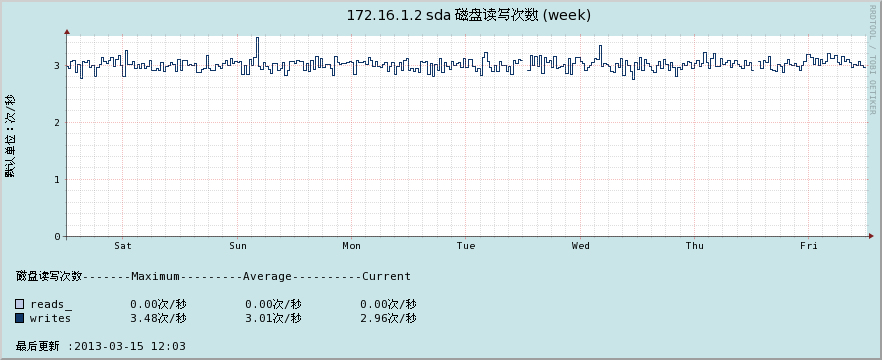 172.16.1.2 sda 磁盘读写次数 (week)
RRDTOOL / TOBI OETIKER
默认单位：次/秒
3
2
1
0
Sat Sun Mon Tue Wed Thu Fri
磁盘读写次数-------Maximum---------Average----------Current
reads_ 0.00次/秒 0.00次/秒 0.00次/秒
writes 3.48次/秒 3.01次/秒 2.96次/秒
最后更新 :2013-03-15 12:03